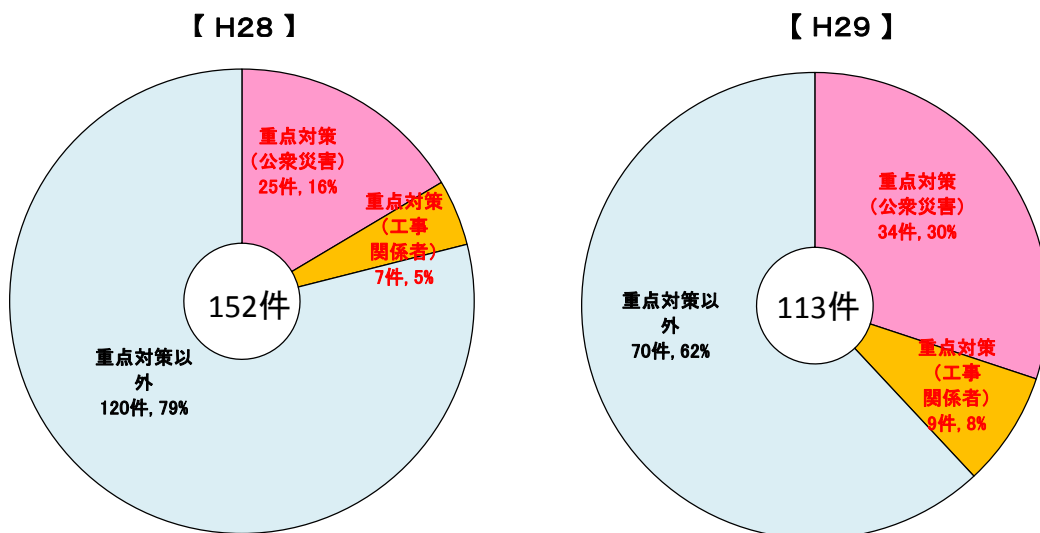 【 H28 】
重点対策
（公衆災害）
25件, 16%
重点対策
（工事
関係者）
7件, 5%
152件
重点対策以
外
120件, 79%
【 H29 】
重点対策
（公衆災害）
34件, 30%
重点対策以
外
70件, 62%
113件
重点対策
（工事
関係者）
9件, 8%